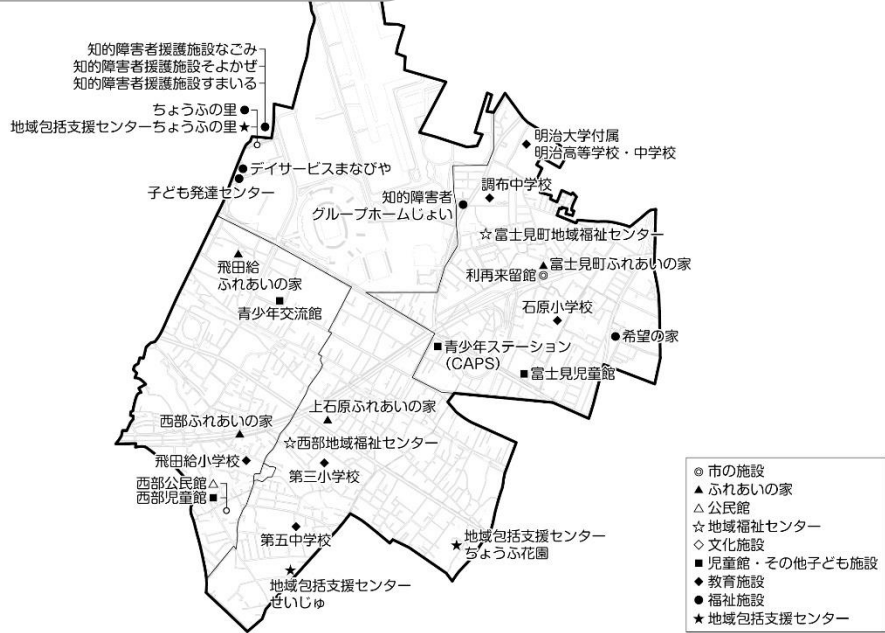 知的障害者援護施設なごみ
知的障害者援護施設そよかぜ
知的障害者援護施設すまいる
ちょうふの里●
地域包括支援センターちょうふの里★
デイサービスまなびや
子ども発達センター
明治大学付属
明治高等学校・中学校
調布中学校
知的障害者
グループホームじょい
☆富士見町地域福祉センター
富士見町ふれあいの家
利再来留館◎
石原小学校
希望の家
青少年ステーション
(CAPS)
富士見児童館
飛田給
ふれあいの家
青少年交流館
上石原ふれあいの家
西部ふれあいの家
☆西部地域福祉センター
飛田給小学校◆
第三小学校
西部公民館△
西部児童館■
第五中学校
地域包括支援センター
ちょうふ花園
地域包括支援センター
せいじゅ
◎ 市の施設
▲ ふれあいの家
△ 公民館
☆ 地域福祉センター
◇ 文化施設
■ 児童館・その他子ども施設
◆ 教育施設
● 福祉施設
★ 地域包括支援センター